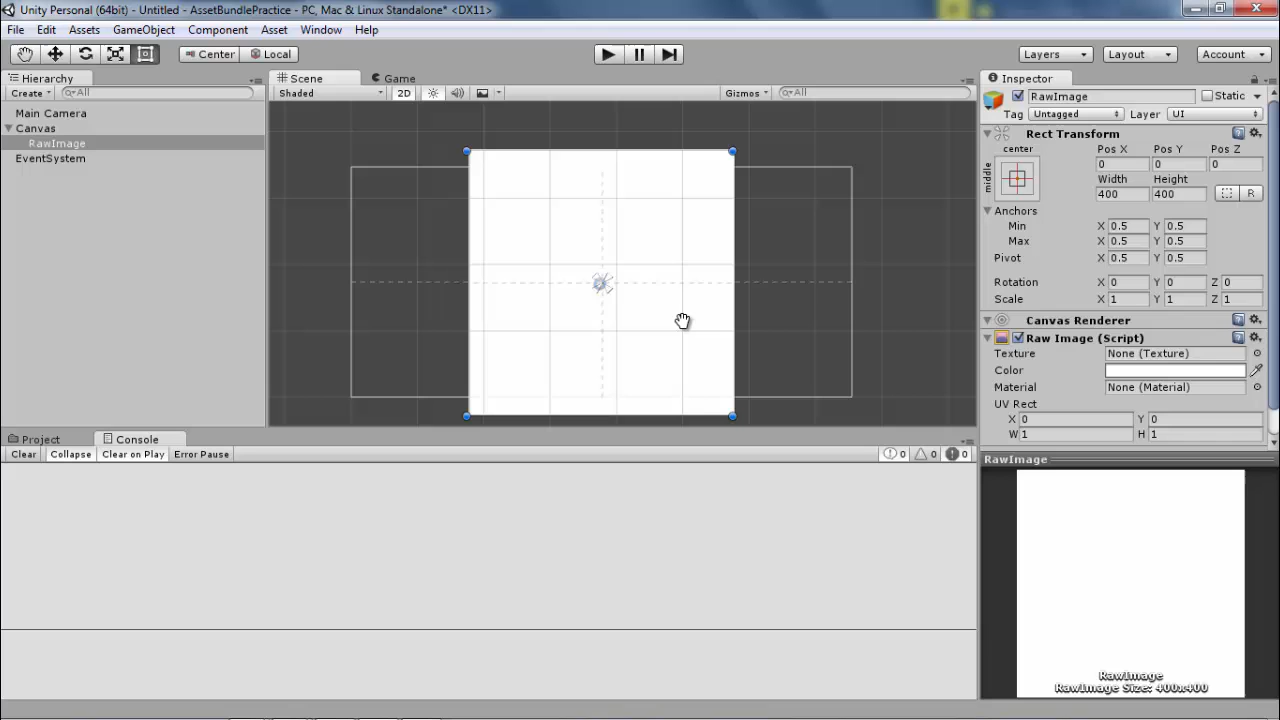 Unity Personal (64bit) - Untitled - AssetBundlePractice - PC, Mac & Linux Standalone* <DX11>
File Edit Assets GameObject Component Asset Window Help
Center Local Layers Layout Account
Hierarchy
Create All
Main Camera
Canvas
RawImage
EventSystem
Scene Game
Shaded 2D Gizmos All
Inspector
RawImage Static
Tag Untagged Layer UI
Rect Transform
center
middle
Pos X Pos Y Pos Z
0 0 0
Width Height
400 400 R
Anchors
Min X 0.5 Y 0.5
Max X 0.5 Y 0.5
Pivot X 0.5 Y 0.5
Rotation X 0 Y 0 Z 0
Scale X 1 Y 1 Z 1
Canvas Renderer
Raw Image (Script)
Texture None (Texture)
Color
Material None (Material)
UV Rect
X 0 Y 0
W 1 H 1
Project Console
Clear Collapse Clear on Play Error Pause 0 0 0
RawImage
RawImage
RawImage Size: 400x400